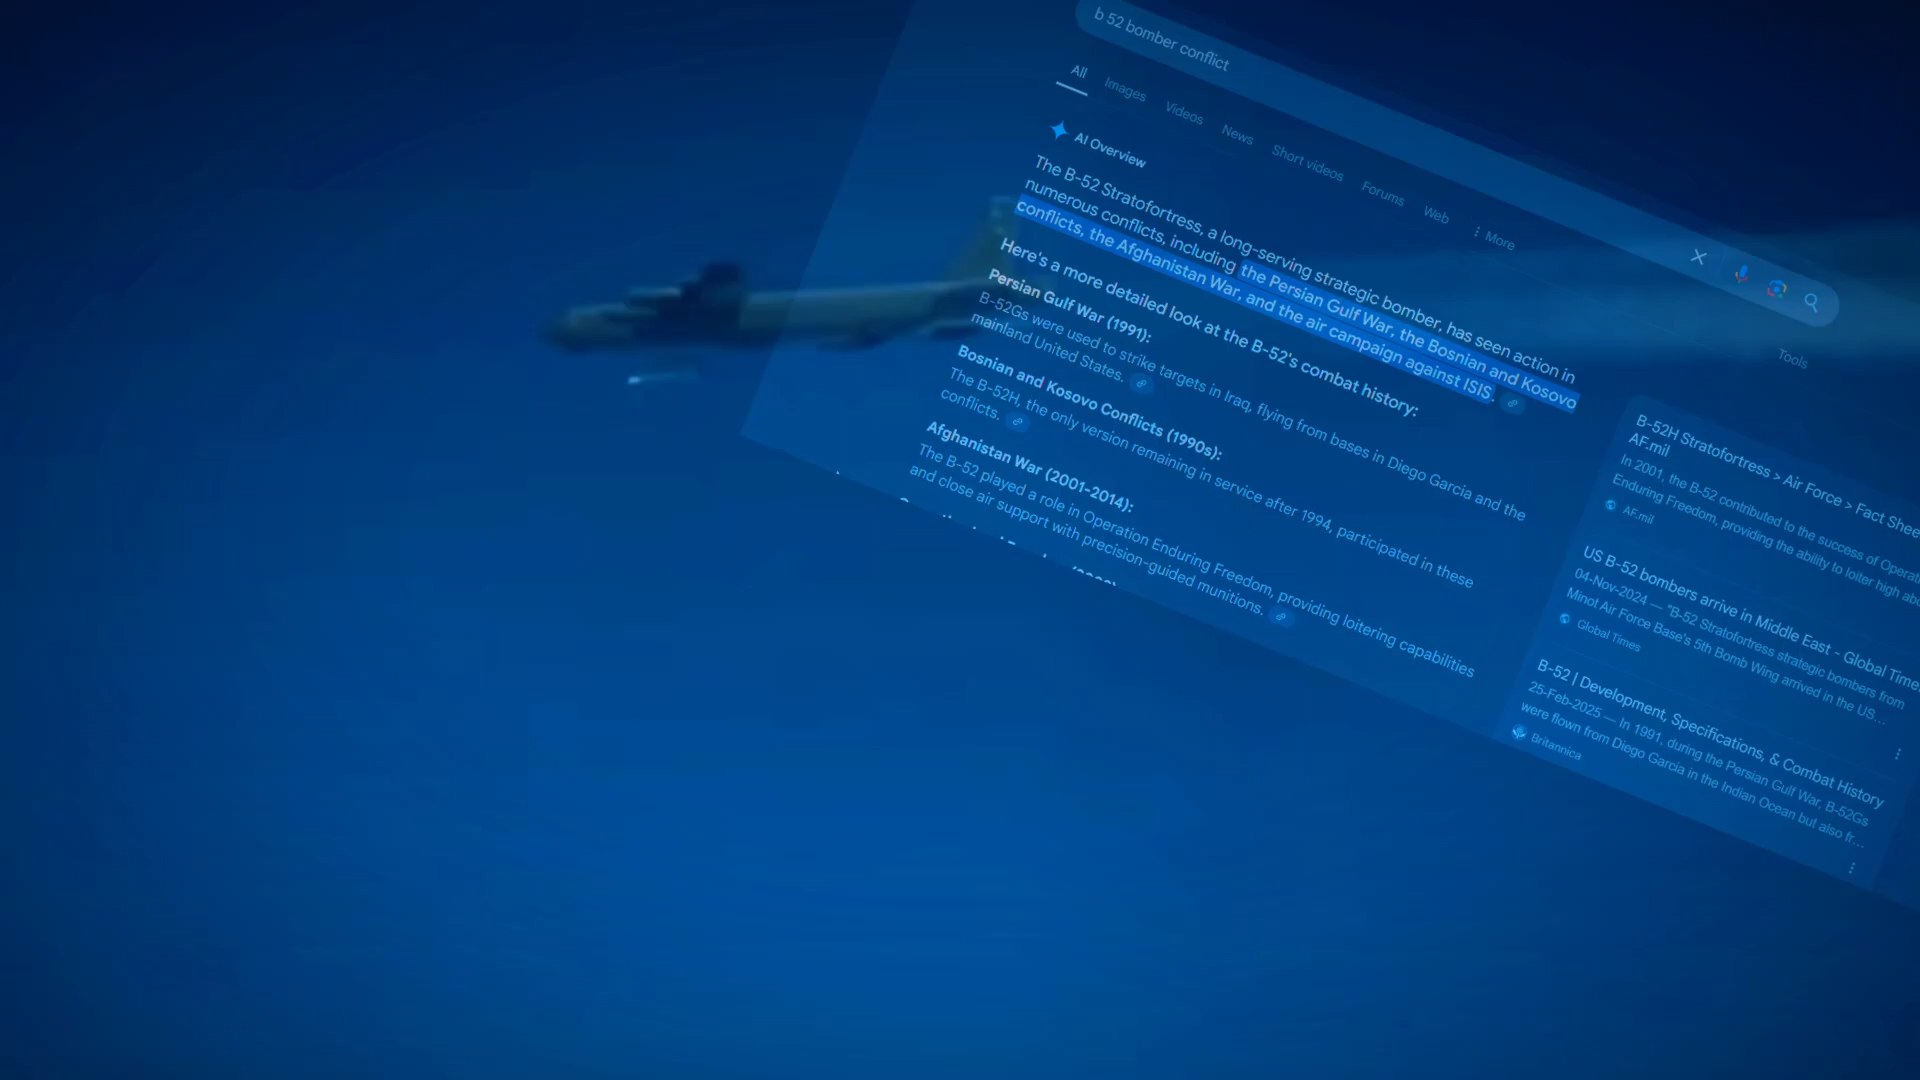 b 52 bomber conflict
All Images Videos News Short videos Forums Web More
Tools
AI Overview
The B-52 Stratofortress, a long-serving strategic bomber, has seen action in
numerous conflicts, including the Persian Gulf War, the Bosnian and Kosovo
conflicts, the Afghanistan War, and the air campaign against ISIS.
Here's a more detailed look at the B-52's combat history:
Persian Gulf War (1991):
B-52Gs were used to strike targets in Iraq, flying from bases in Diego Garcia and the
mainland United States.
Bosnian and Kosovo Conflicts (1990s):
The B-52H, the only version remaining in service after 1994, participated in these
conflicts.
Afghanistan War (2001-2014):
The B-52 played a role in Operation Enduring Freedom, providing loitering capabilities
and close air support with precision-guided munitions.
B-52H Stratofortress > Air Force > Fact Shee
AF.mil
In 2001, the B-52 contributed to the success of Operati
Enduring Freedom, providing the ability to loiter high abo
AF.mil
US B-52 bombers arrive in Middle East - Global Time
04-Nov-2024 — "B-52 Stratofortress strategic bombers from
Minot Air Force Base's 5th Bomb Wing arrived in the US...
Global Times
B-52 | Development, Specifications, & Combat History
25-Feb-2025 — In 1991, during the Persian Gulf War, B-52Gs
were flown from Diego Garcia in the Indian Ocean but also fr...
Britannica